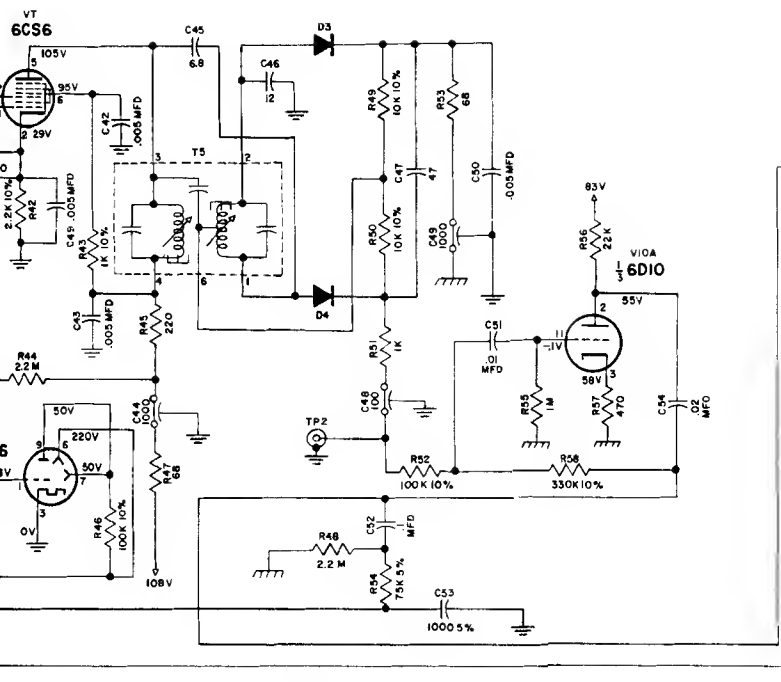 VT
6CS6
105V
5
95V
6
2
29V
C42
.005 MFD
C45
6.8
C46
12
D3
T5
3
2
4
6
1
D4
R42
2.2K 10%
C49 .005 MFD
R43
1K 10%
C43
.005 MFD
R45
220
R44
2.2M
C44
1000
R47
68
108V
50V
220V
9
6
50V
7
3
0V
R46
100K 10%
R49
10K 10%
R50
10K 10%
C47
47
R53
68
C50
.005 MFD
C49
1000
R51
1K
C48
100
TP2
R52
100K 10%
R58
330K 10%
83V
R56
22K
V10A
1/3 6D10
55V
2
C51
.01
MFD
11
-.1V
58V
3
R55
1M
R57
470
C54
.02
MFD
C52
.1
MFD
R48
2.2 M
R54
75K 5%
C53
1000 5%